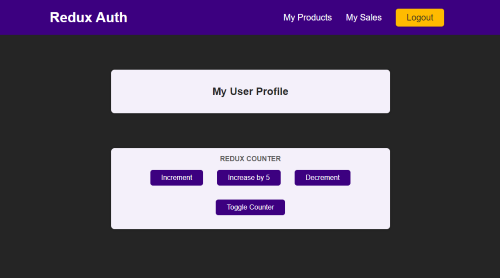 Redux Auth
My Products My Sales Logout
My User Profile
REDUX COUNTER
Increment Increase by 5 Decrement
Toggle Counter